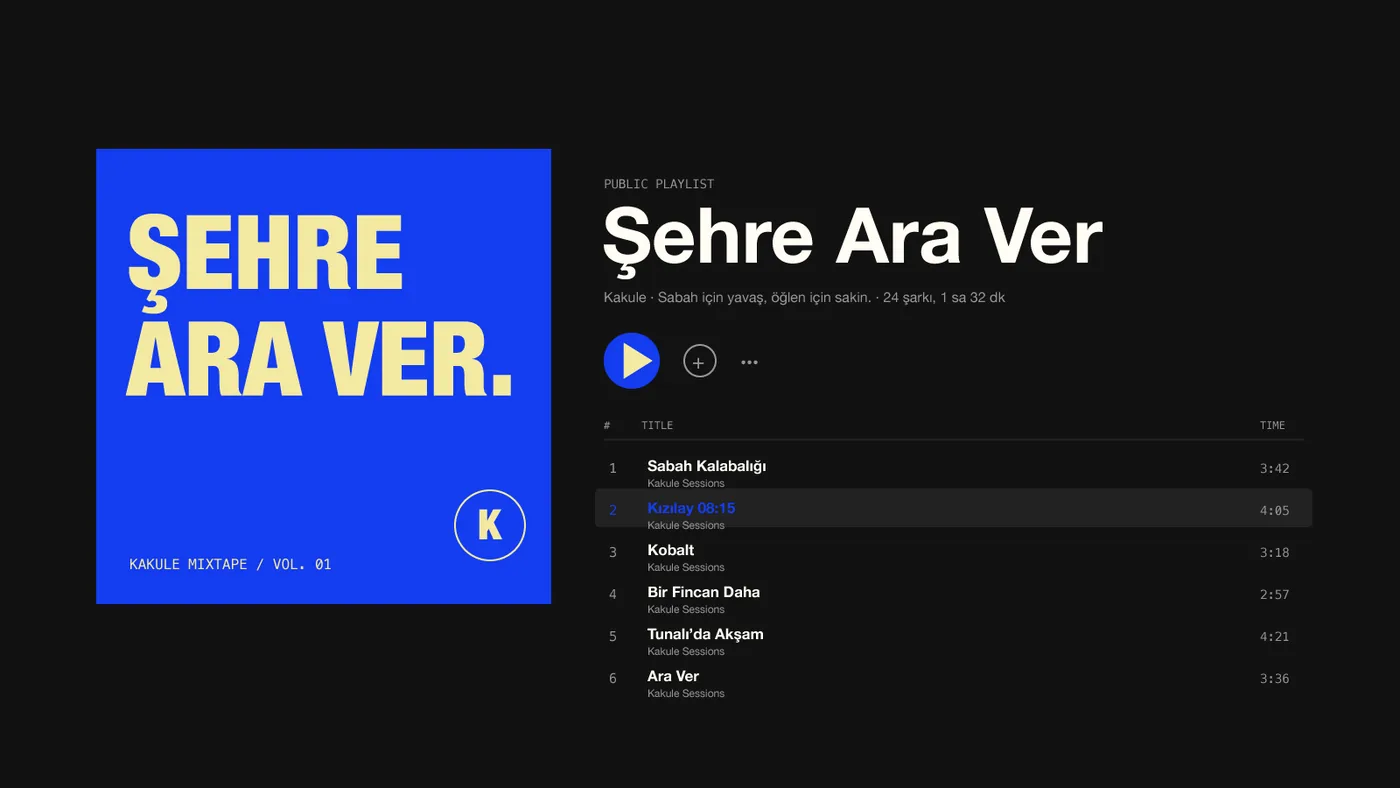 ŞEHRE
ARA VER.
K
KAKULE MIXTAPE / VOL. 01
PUBLIC PLAYLIST
Şehre Ara Ver
Kakule · Sabah için yavaş, öğlen için sakin. · 24 şarkı, 1 sa 32 dk
# TITLE TIME
1 Sabah Kalabalığı 3:42
Kakule Sessions
2 Kızılay 08:15 4:05
Kakule Sessions
3 Kobalt 3:18
Kakule Sessions
4 Bir Fincan Daha 2:57
Kakule Sessions
5 Tunalı’da Akşam 4:21
Kakule Sessions
6 Ara Ver 3:36
Kakule Sessions